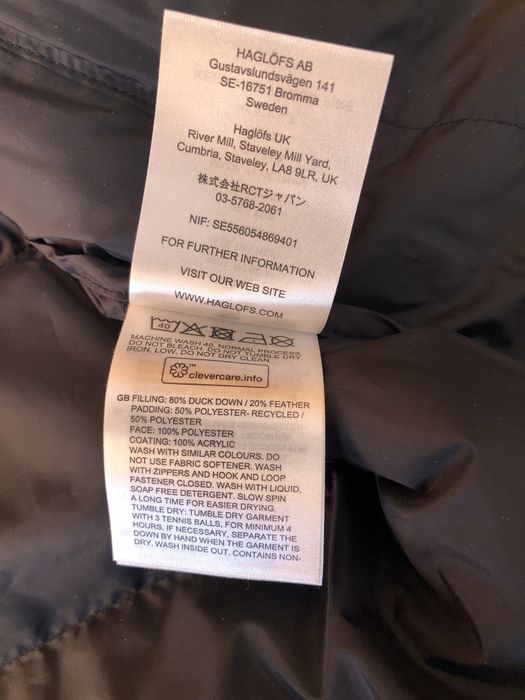 HAGLÖFS AB
Gustavslundsvägen 141
SE-16751 Bromma
Sweden
Haglöfs UK
River Mill, Staveley Mill Yard,
Cumbria, Staveley, LA8 9LR, UK
株式会社RCTジャパン
03-5768-2061
NIF: SE556054869401
FOR FURTHER INFORMATION
VISIT OUR WEB SITE
WWW.HAGLOFS.COM
40
MACHINE WASH 40, NORMAL PROCESS.
DO NOT BLEACH. DO NOT TUMBLE DRY
IRON, LOW. DO NOT DRY CLEAN.
TM
clevercare.info
GB FILLING: 80% DUCK DOWN / 20% FEATHER
PADDING: 50% POLYESTER- RECYCLED /
50% POLYESTER
FACE: 100% POLYESTER
COATING: 100% ACRYLIC
WASH WITH SIMILAR COLOURS. DO
NOT USE FABRIC SOFTENER. WASH
WITH ZIPPERS AND HOOK AND LOOP
FASTENER CLOSED. WASH WITH LIQUID,
SOAP FREE DETERGENT. SLOW SPIN
A LONG TIME FOR EASIER DRYING.
TUMBLE DRY: TUMBLE DRY GARMENT
WITH 3 TENNIS BALLS, FOR MINIMUM 4
HOURS. IF NECESSARY, SEPARATE THE
DOWN BY HAND WHEN THE GARMENT IS
DRY. WASH INSIDE OUT. CONTAINS NON-